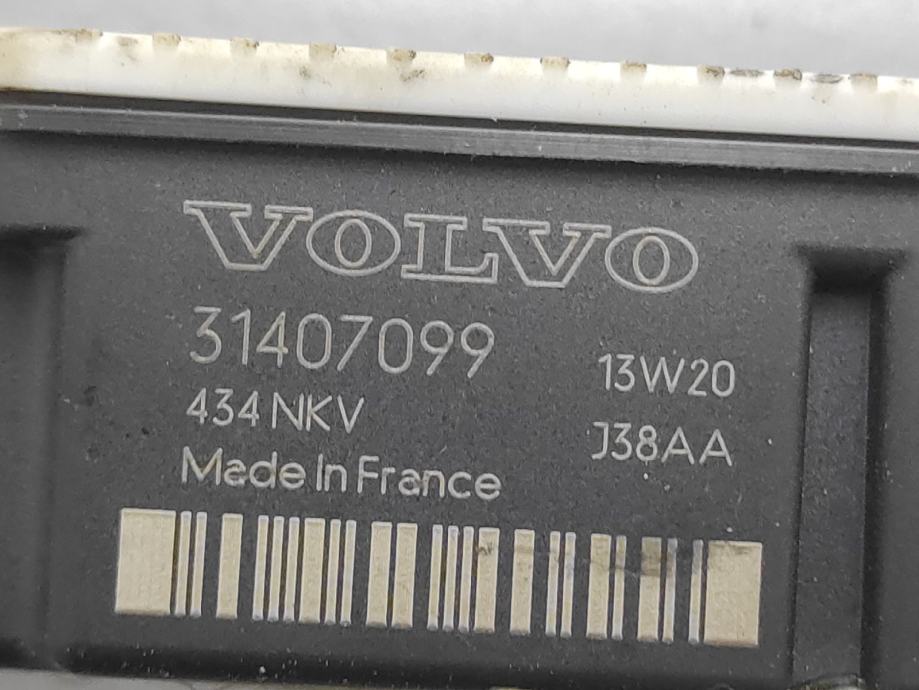 VOLVO
31407099 13W20
434 NKV J38AA
Made In France